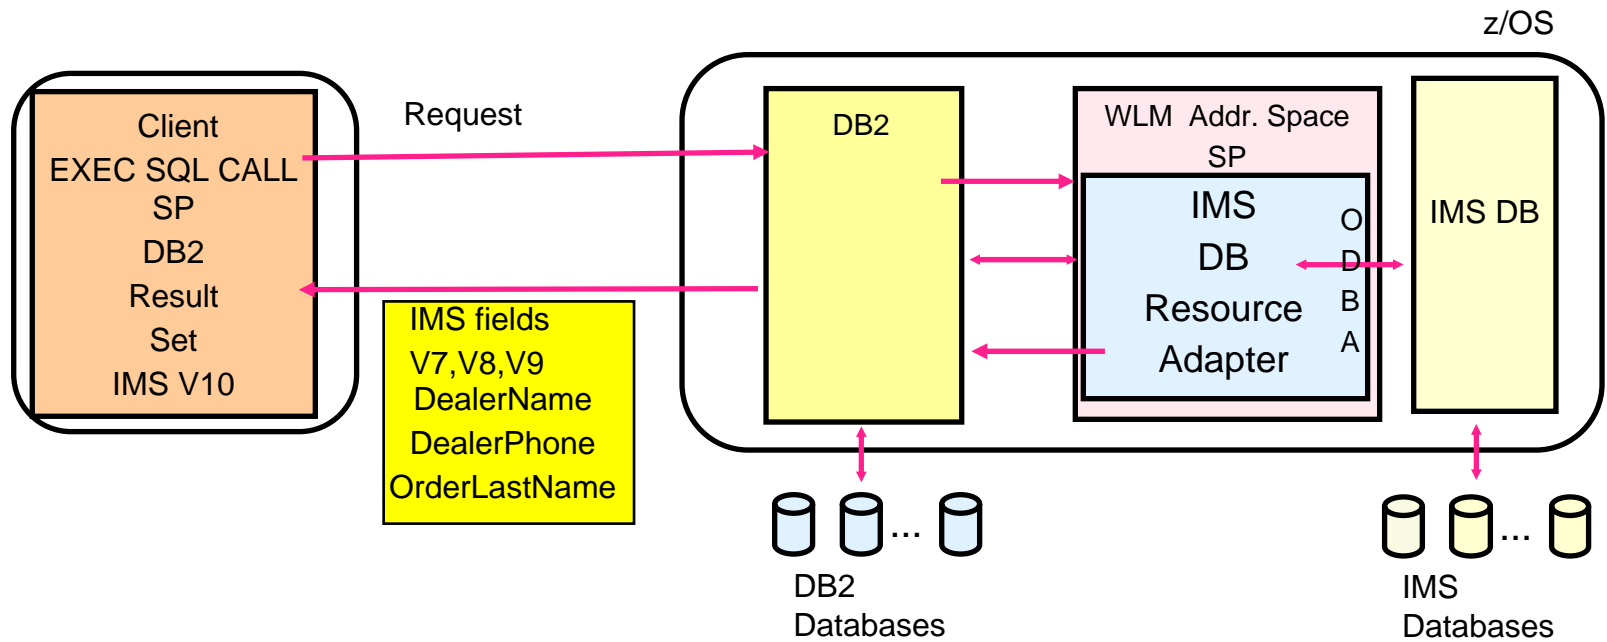 z/OS
Client
EXEC SQL CALL
SP
DB2
Result
Set
IMS V10
Request
IMS fields
V7,V8,V9
DealerName
DealerPhone
OrderLastName
DB2
WLM Addr. Space
SP
IMS
DB
Resource
Adapter
O
D
B
A
IMS DB
...
DB2
Databases
...
IMS
Databases